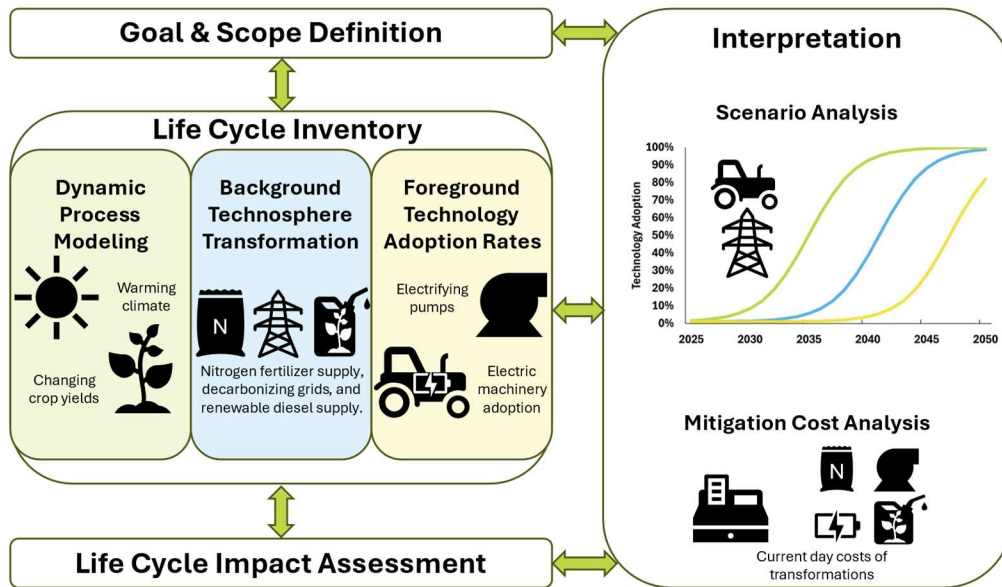 Goal & Scope Definition
Life Cycle Inventory
Dynamic
Process
Modeling
Warming
climate
Changing
crop yields
Background
Technosphere
Transformation
N
Nitrogen fertilizer supply,
decarbonizing grids, and
renewable diesel supply.
Foreground
Technology
Adoption Rates
Electrifying
pumps
Electric
machinery
adoption
Life Cycle Impact Assessment
Interpretation
Scenario Analysis
Technology Adoption
100%
90%
80%
70%
60%
50%
40%
30%
20%
10%
0%
2025 2030 2035 2040 2045 2050
Mitigation Cost Analysis
N
Current day costs of
transformations